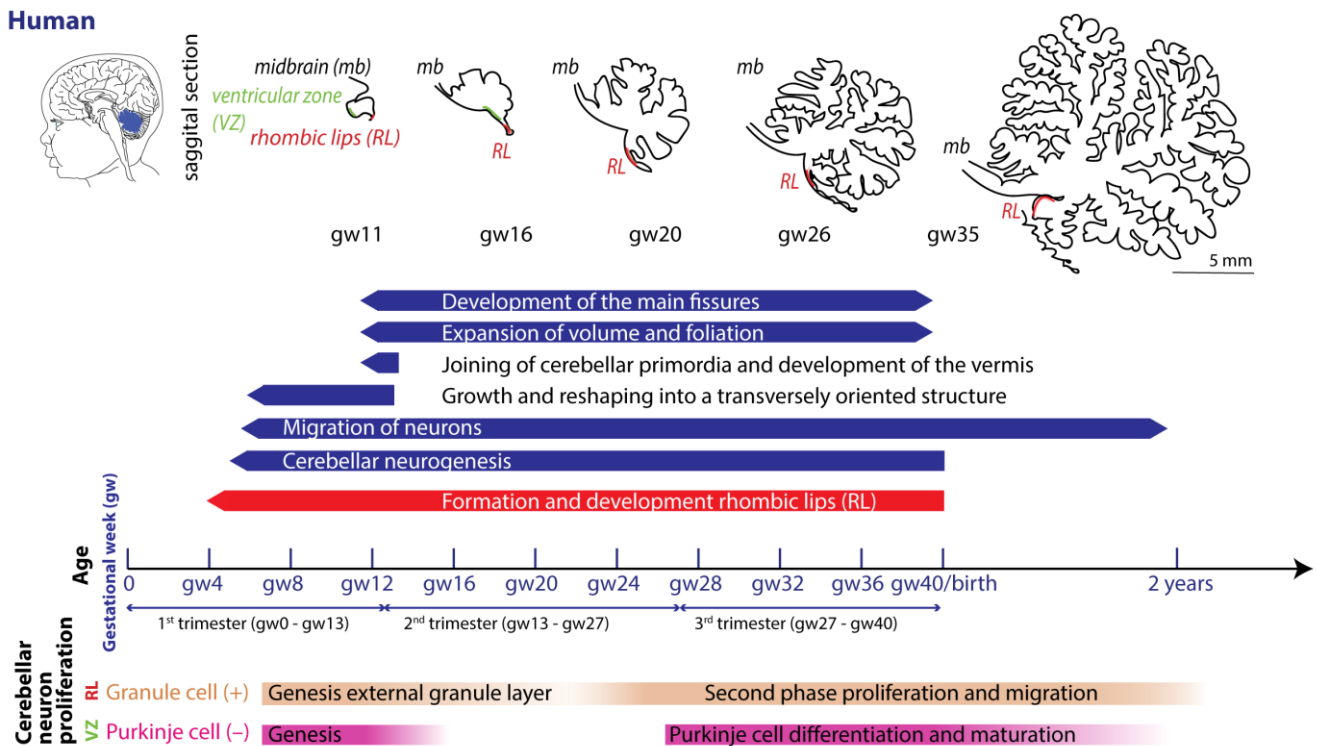 Human
saggital section
midbrain (mb)
ventricular zone
(VZ)
rhombic lips (RL)
mb
RL
mb
RL
mb
RL
mb
RL
gw11
gw16
gw20
gw26
gw35
5 mm
Development of the main fissures
Expansion of volume and foliation
Joining of cerebellar primordia and development of the vermis
Growth and reshaping into a transversely oriented structure
Migration of neurons
Cerebellar neurogenesis
Formation and development rhombic lips (RL)
Age
Gestational week (gw)
0 gw4 gw8 gw12 gw16 gw20 gw24 gw28 gw32 gw36 gw40/birth 2 years
1st trimester (gw0 - gw13) 2nd trimester (gw13 - gw27) 3rd trimester (gw27 - gw40)
Cerebellar
neuron
proliferation
RL Granule cell (+) Genesis external granule layer Second phase proliferation and migration
VZ Purkinje cell (–) Genesis Purkinje cell differentiation and maturation